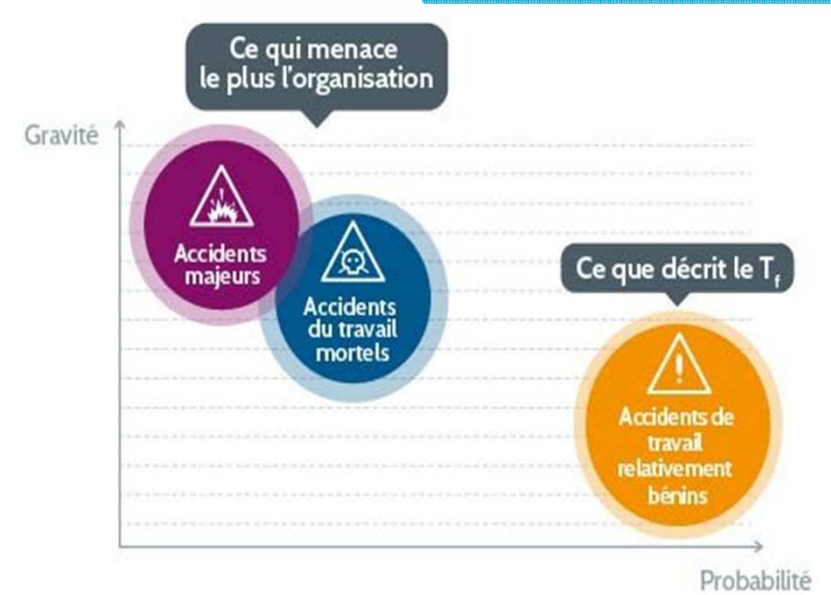 Ce qui menace
le plus l'organisation
Gravité
Accidents
majeurs
Accidents
du travail
mortels
Ce que décrit le Tf
Accidents de
travail
relativement
bénins
Probabilité